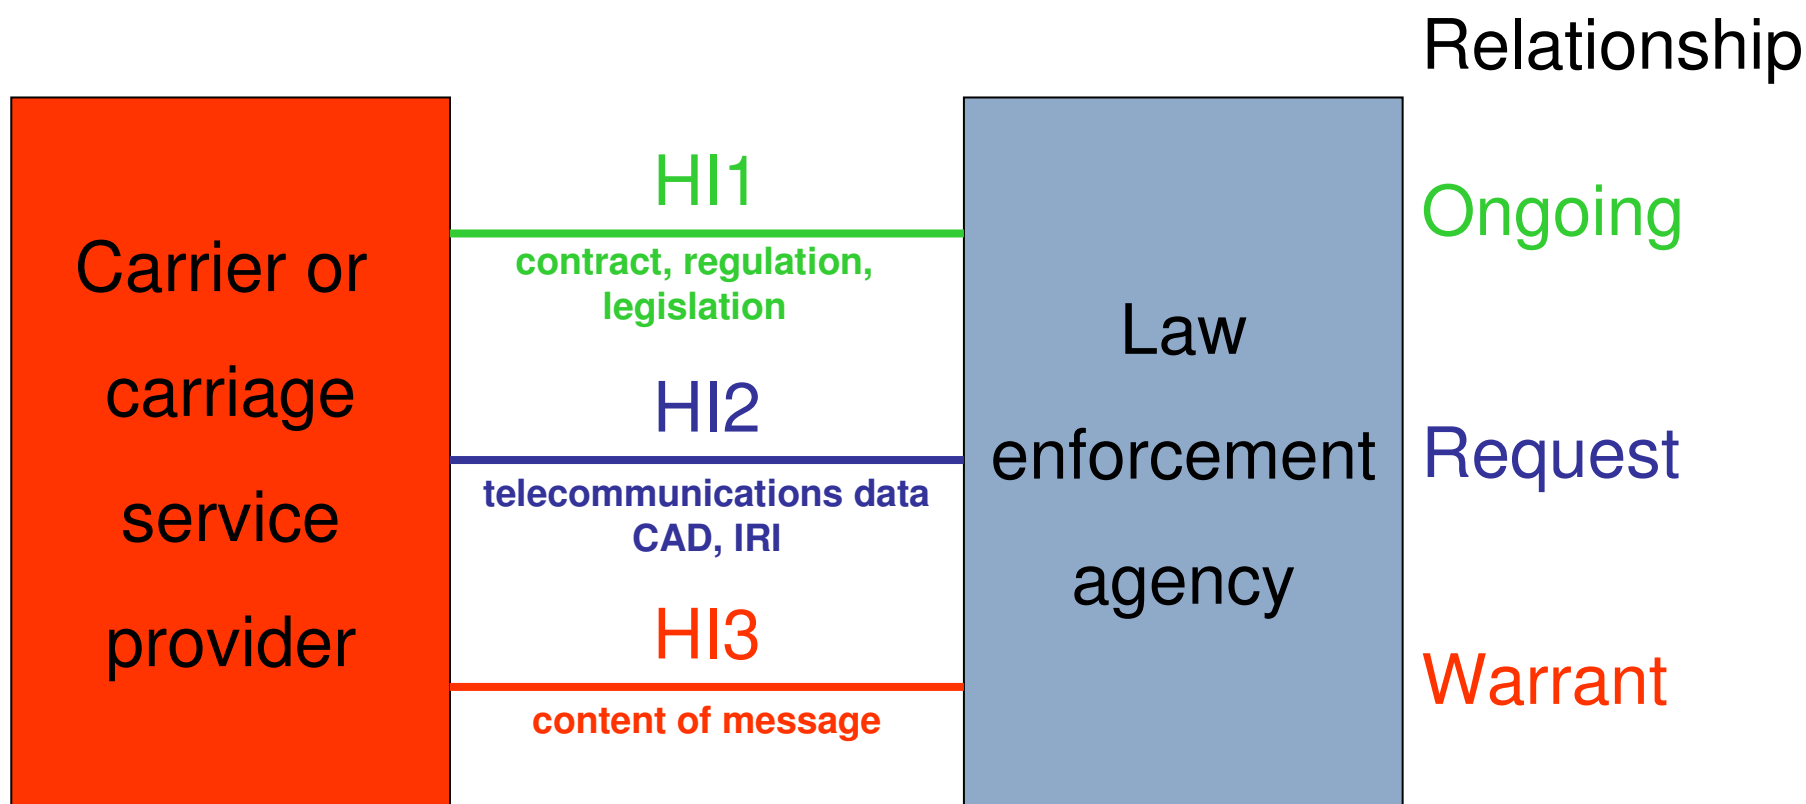 Relationship
Carrier or
carriage
service
provider
HI1
contract, regulation,
legislation
HI2
telecommunications data
CAD, IRI
HI3
content of message
Law
enforcement
agency
Ongoing
Request
Warrant